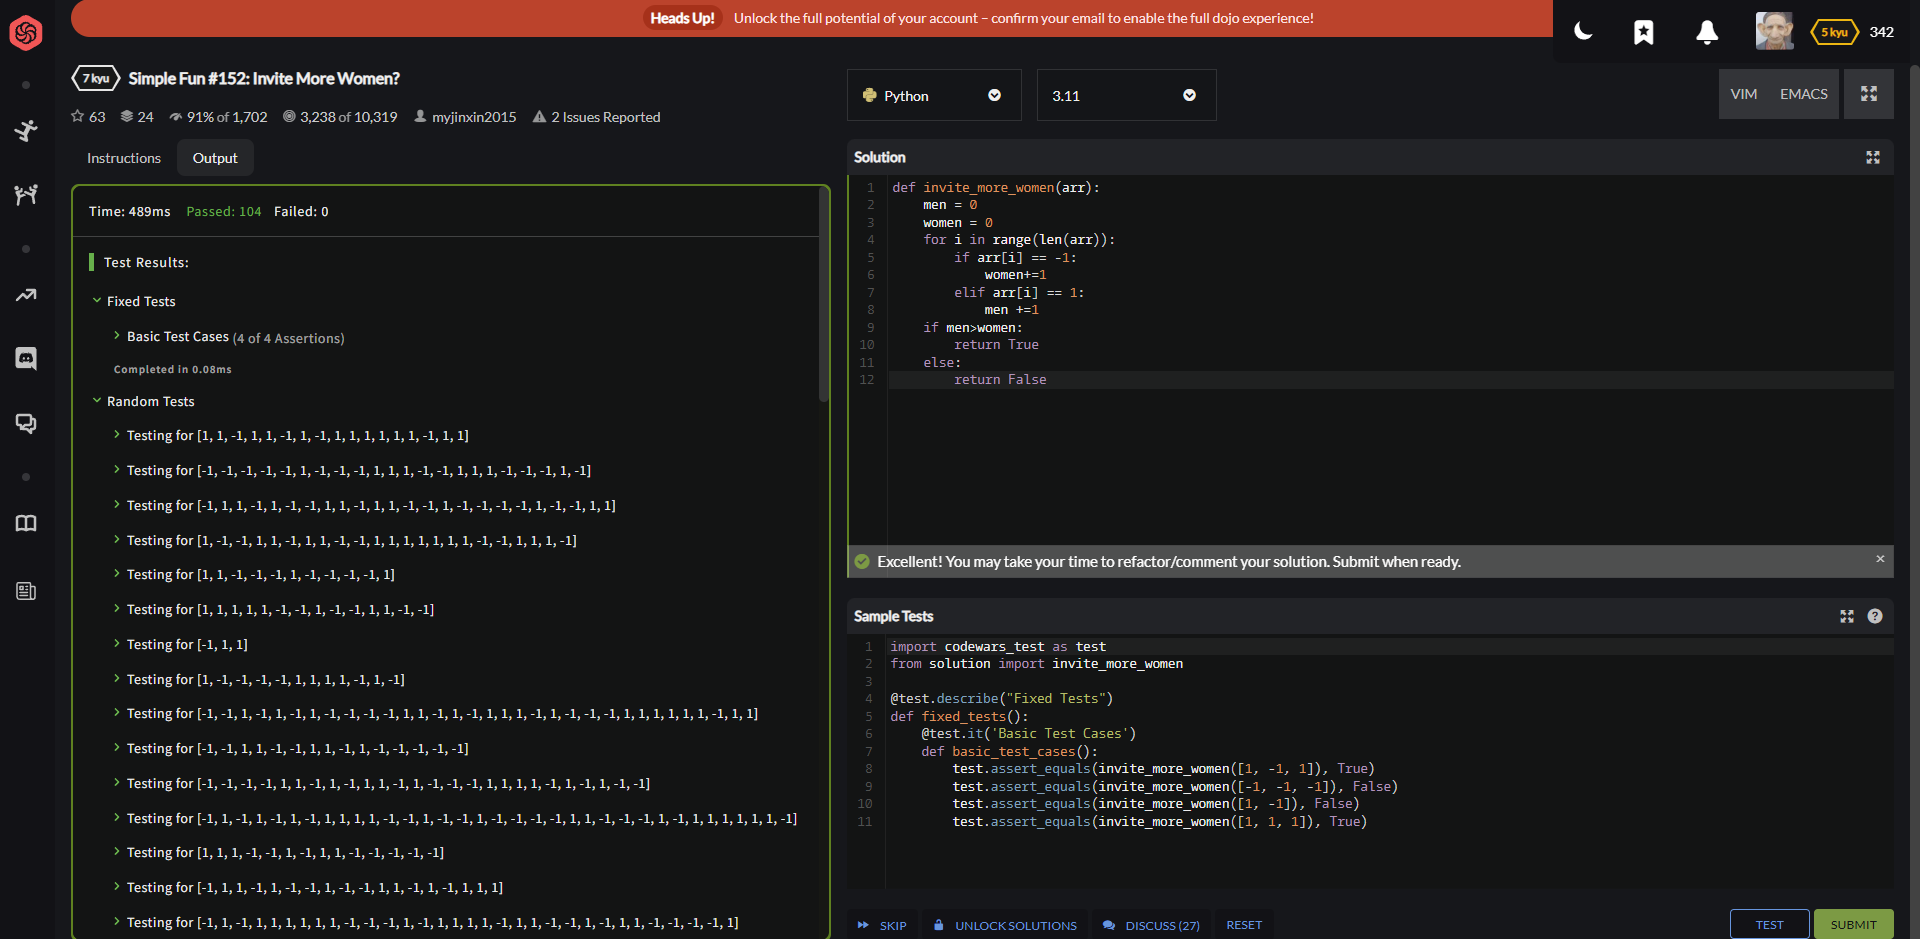 Heads Up! Unlock the full potential of your account – confirm your email to enable the full dojo experience!
5 kyu 342
7 kyu Simple Fun #152: Invite More Women?
63 24 91% of 1,702 3,238 of 10,319 myjinxin2015 2 Issues Reported
Instructions Output
Time: 489ms Passed: 104 Failed: 0
Test Results:
Fixed Tests
Basic Test Cases (4 of 4 Assertions)
Completed in 0.08ms
Random Tests
Testing for [1, 1, -1, 1, 1, -1, 1, -1, 1, 1, 1, 1, 1, 1, -1, 1, 1]
Testing for [-1, -1, -1, -1, -1, 1, -1, -1, -1, 1, 1, 1, -1, -1, 1, 1, 1, -1, -1, -1, 1, -1]
Testing for [-1, 1, 1, -1, 1, -1, -1, 1, 1, -1, 1, 1, -1, -1, 1, -1, -1, -1, -1, 1, -1, -1, 1, 1]
Testing for [1, -1, -1, 1, 1, -1, 1, 1, -1, -1, 1, 1, 1, 1, 1, 1, 1, -1, -1, 1, 1, 1, -1]
Testing for [1, 1, -1, -1, -1, 1, -1, -1, -1, -1, 1]
Testing for [1, 1, 1, 1, 1, -1, -1, 1, -1, -1, 1, 1, -1, -1]
Testing for [-1, 1, 1]
Testing for [1, -1, -1, -1, -1, 1, 1, 1, 1, -1, 1, -1]
Testing for [-1, -1, 1, -1, 1, -1, 1, -1, -1, -1, -1, 1, 1, -1, 1, -1, 1, 1, 1, -1, 1, -1, -1, -1, 1, 1, 1, 1, 1, 1, -1, 1, 1]
Testing for [-1, -1, 1, 1, -1, -1, 1, 1, -1, 1, -1, -1, -1, -1, -1]
Testing for [-1, -1, -1, -1, 1, 1, -1, 1, 1, 1, -1, 1, -1, -1, -1, 1, 1, 1, -1, 1, -1, 1, -1, -1]
Testing for [-1, 1, -1, 1, -1, 1, -1, 1, 1, 1, 1, -1, -1, 1, -1, -1, 1, -1, -1, -1, -1, 1, 1, -1, -1, -1, 1, -1, 1, 1, 1, 1, 1, 1, -1]
Testing for [1, 1, 1, -1, -1, 1, -1, 1, 1, -1, -1, -1, -1, -1]
Testing for [-1, 1, 1, -1, 1, -1, -1, 1, -1, -1, 1, 1, -1, 1, -1, 1, 1, 1]
Testing for [-1, 1, 1, -1, 1, 1, 1, 1, 1, 1, -1, -1, -1, 1, -1, 1, 1, 1, 1, -1, 1, 1, -1, -1, 1, -1, 1, 1, -1, -1, -1, -1, 1]
Python 3.11 VIM EMACS
Solution
1 def invite_more_women(arr):
2 men = 0
3 women = 0
4 for i in range(len(arr)):
5 if arr[i] == -1:
6 women+=1
7 elif arr[i] == 1:
8 men +=1
9 if men>women:
10 return True
11 else:
12 return False
Excellent! You may take your time to refactor/comment your solution. Submit when ready. ×
Sample Tests ?
1 import codewars_test as test
2 from solution import invite_more_women
3
4 @test.describe("Fixed Tests")
5 def fixed_tests():
6 @test.it('Basic Test Cases')
7 def basic_test_cases():
8 test.assert_equals(invite_more_women([1, -1, 1]), True)
9 test.assert_equals(invite_more_women([-1, -1, -1]), False)
10 test.assert_equals(invite_more_women([1, -1]), False)
11 test.assert_equals(invite_more_women([1, 1, 1]), True)
SKIP UNLOCK SOLUTIONS DISCUSS (27) RESET TEST SUBMIT